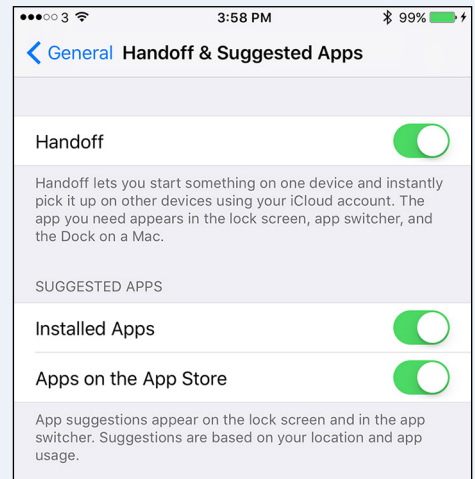 3 3:58 PM 99%
General Handoff & Suggested Apps
Handoff
Handoff lets you start something on one device and instantly
pick it up on other devices using your iCloud account. The
app you need appears in the lock screen, app switcher, and
the Dock on a Mac.
SUGGESTED APPS
Installed Apps
Apps on the App Store
App suggestions appear on the lock screen and in the app
switcher. Suggestions are based on your location and app
usage.